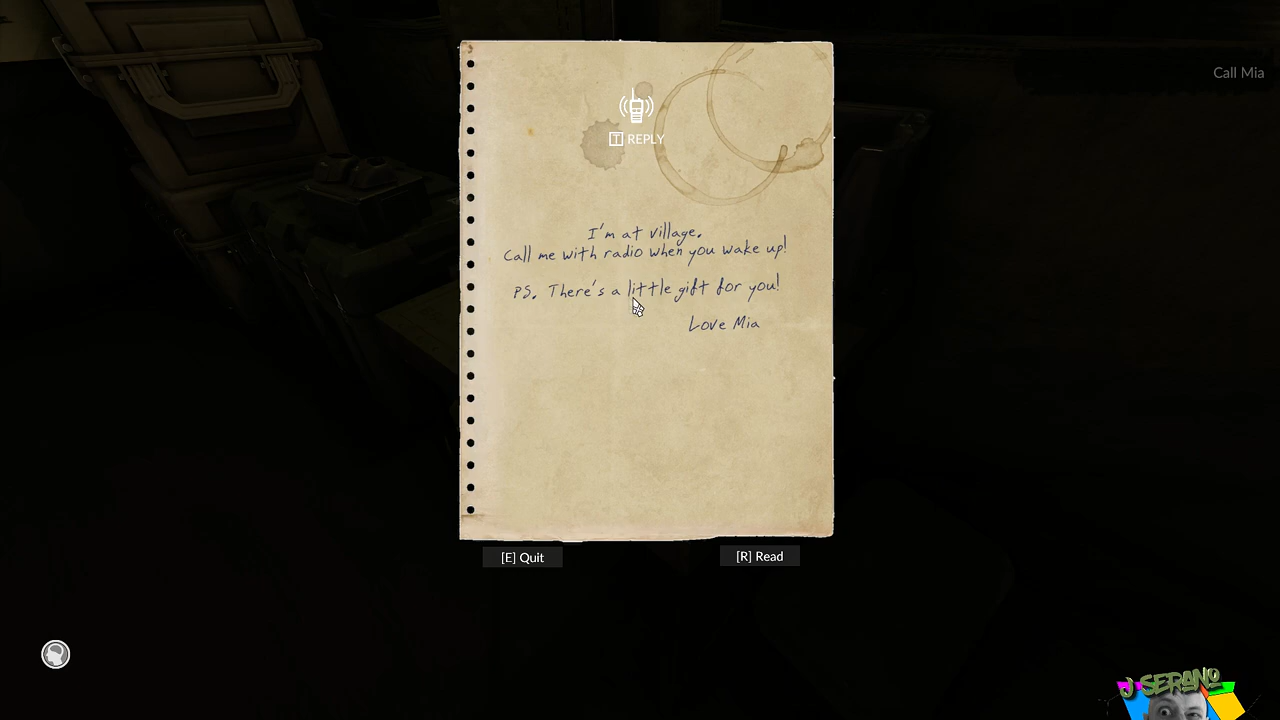 Call Mia
[T] REPLY
I'm at village.
Call me with radio when you wake up!
PS. There's a little gift for you!
Love Mia
[E] Quit
[R] Read
J SERANO